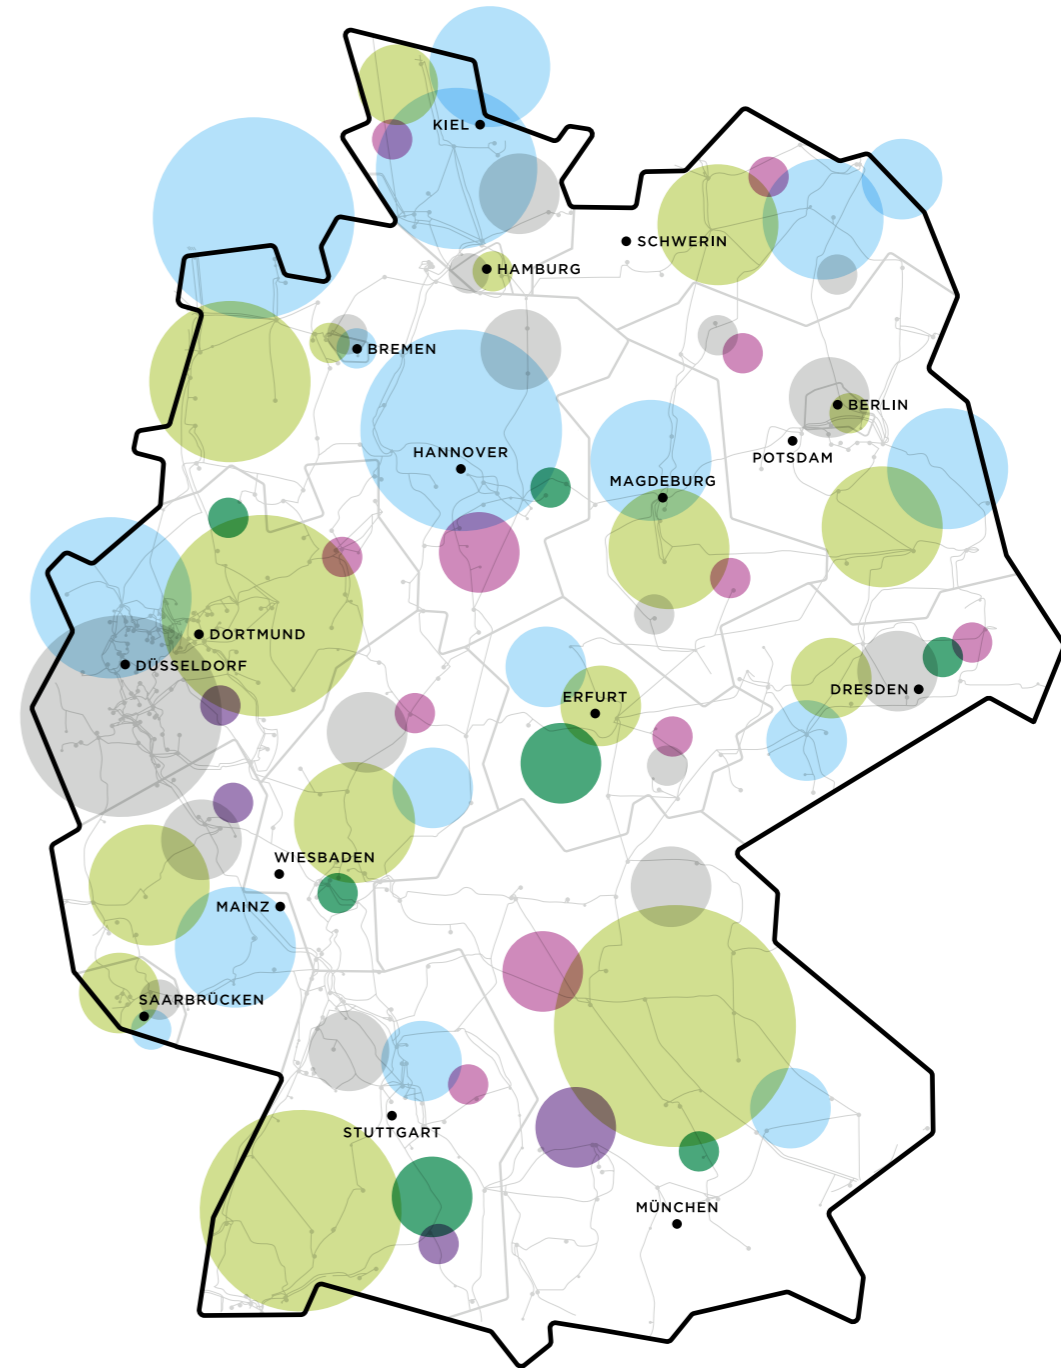 KIEL
SCHWERIN
HAMBURG
BREMEN
BERLIN
POTSDAM
HANNOVER
MAGDEBURG
DORTMUND
DÜSSELDORF
ERFURT
DRESDEN
WIESBADEN
MAINZ
SAARBRÜCKEN
STUTTGART
MÜNCHEN